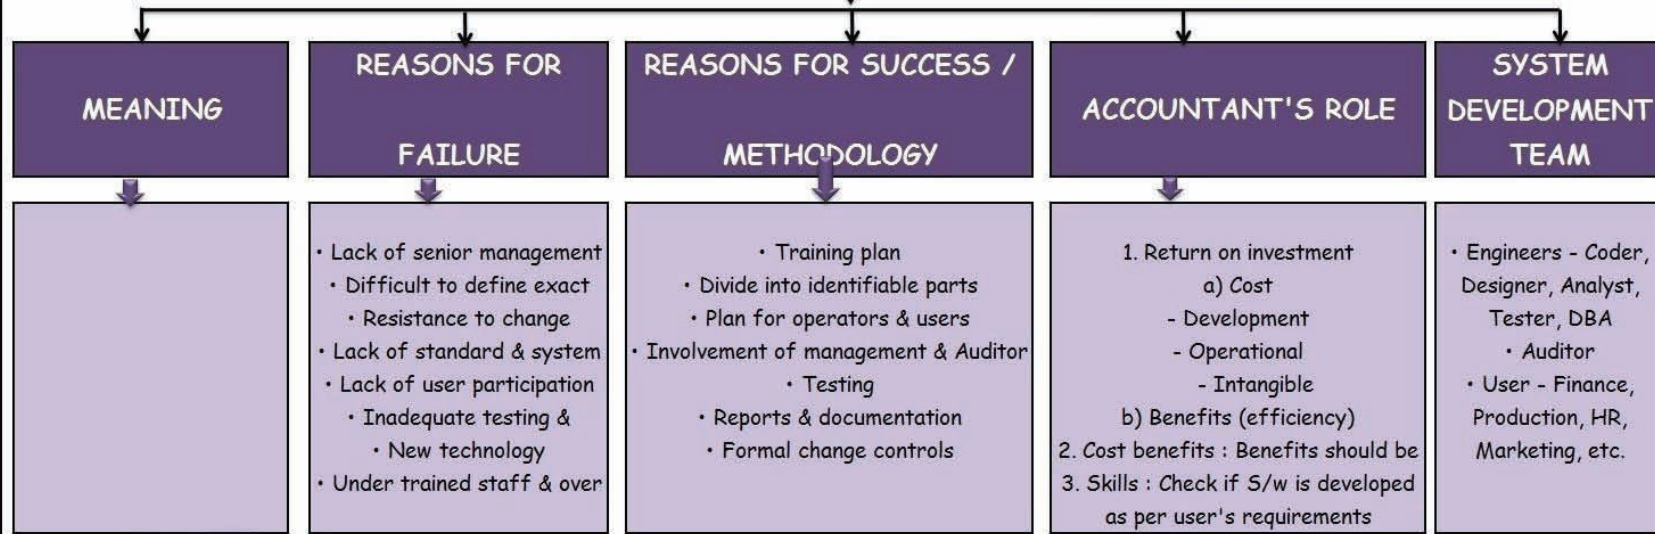 MEANING
REASONS FOR
FAILURE
• Lack of senior management
• Difficult to define exact
• Resistance to change
• Lack of standard & system
• Lack of user participation
• Inadequate testing &
• New technology
• Under trained staff & over
REASONS FOR SUCCESS /
METHODOLOGY
• Training plan
• Divide into identifiable parts
• Plan for operators & users
• Involvement of management & Auditor
• Testing
• Reports & documentation
• Formal change controls
ACCOUNTANT'S ROLE
1. Return on investment
a) Cost
- Development
- Operational
- Intangible
b) Benefits (efficiency)
2. Cost benefits : Benefits should be
3. Skills : Check if S/w is developed
as per user's requirements
SYSTEM
DEVELOPMENT
TEAM
• Engineers - Coder,
Designer, Analyst,
Tester, DBA
• Auditor
• User - Finance,
Production, HR,
Marketing, etc.